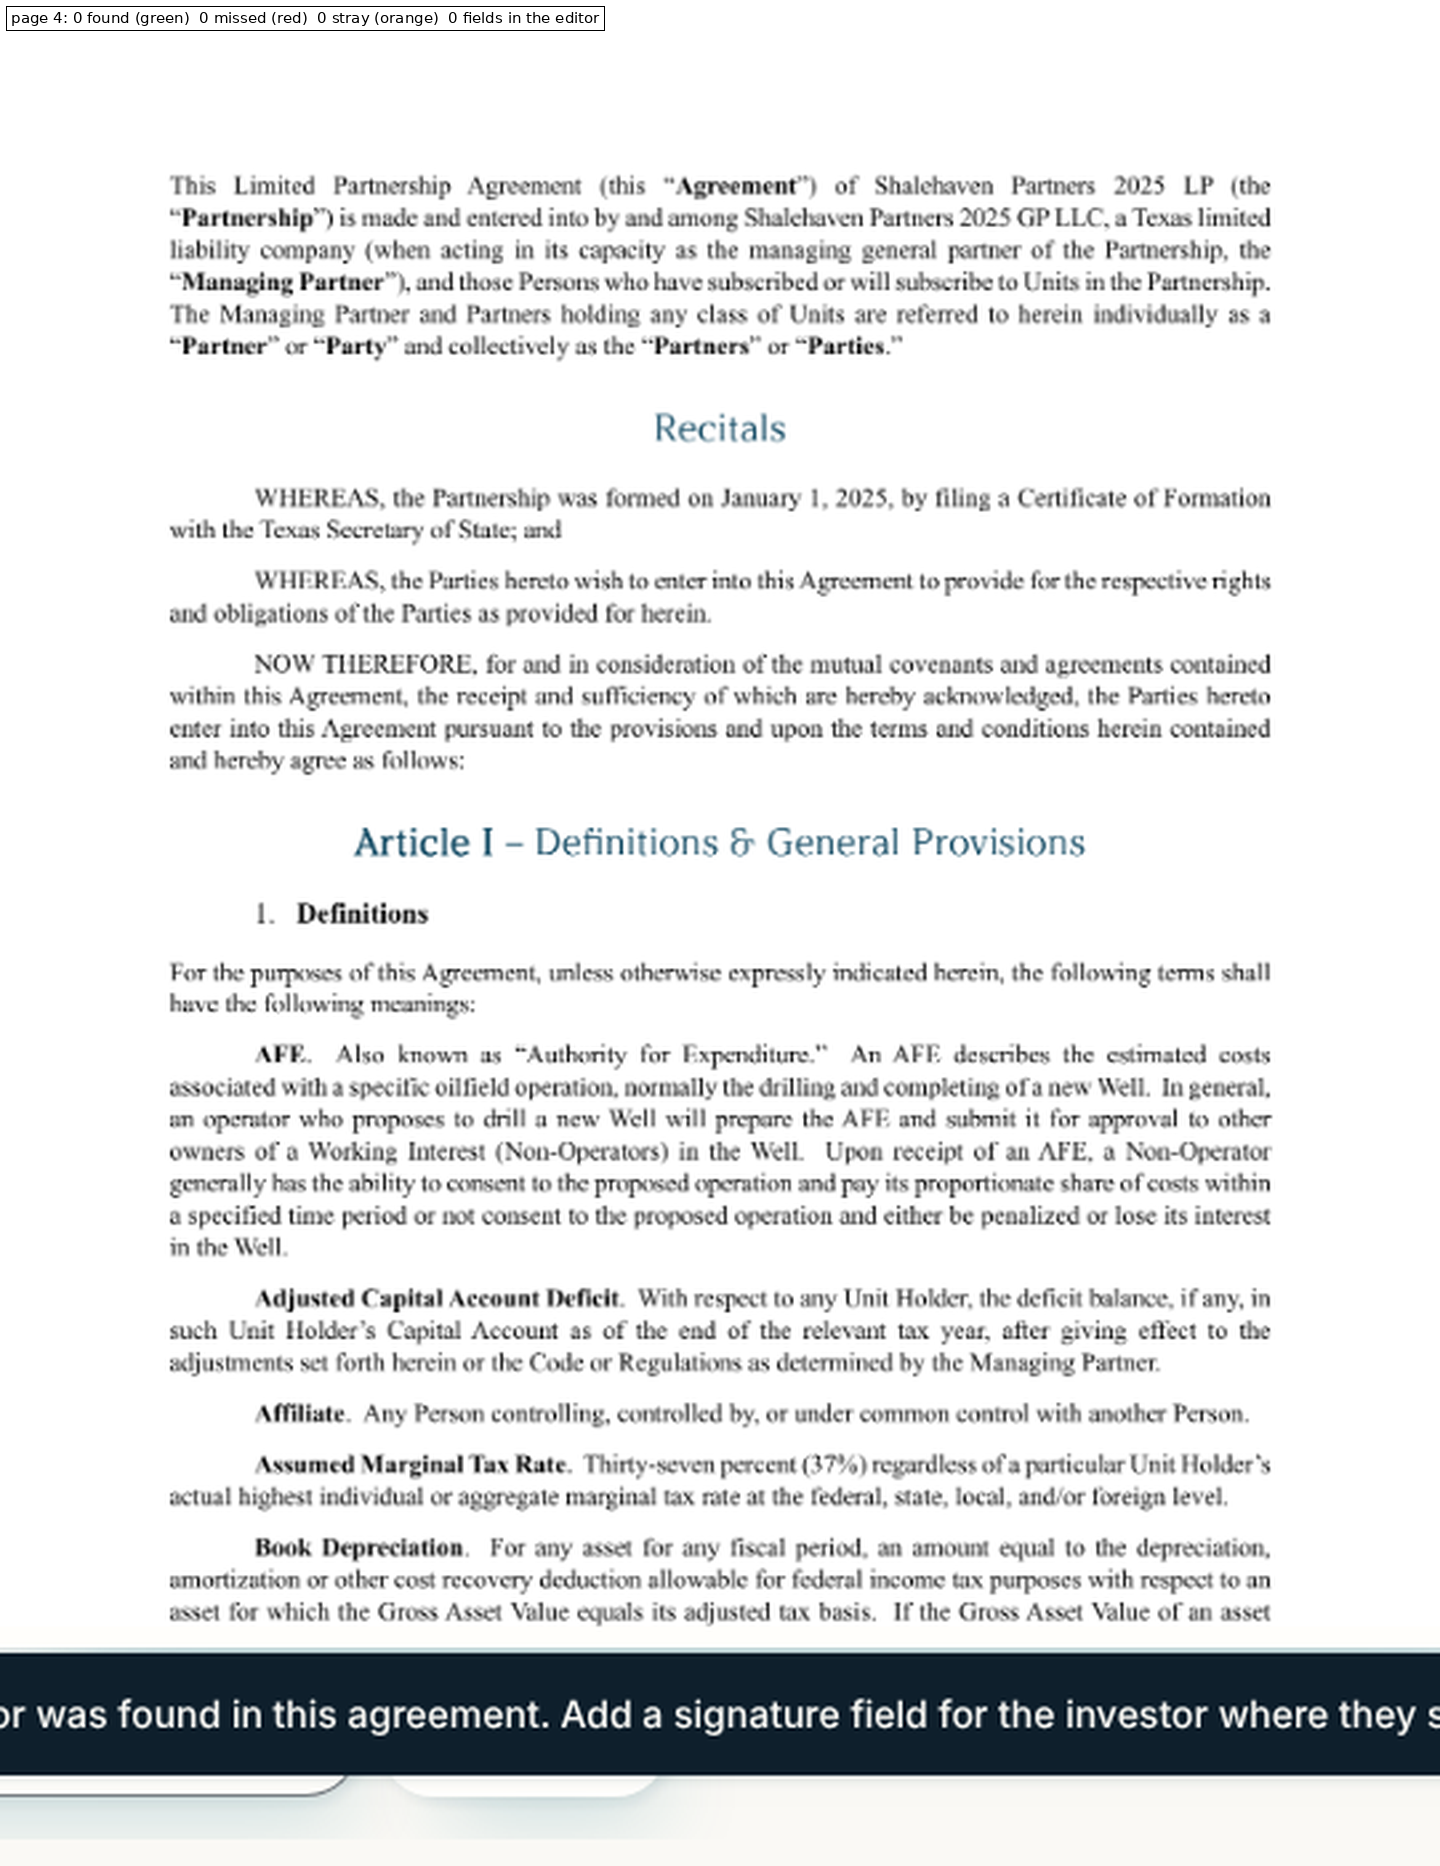 page 4: 0 found (green) 0 missed (red) 0 stray (orange) 0 fields in the editor
This Limited Partnership Agreement (this “Agreement”) of Shalehaven Partners 2025 LP (the
“Partnership”) is made and entered into by and among Shalehaven Partners 2025 GP LLC, a Texas limited
liability company (when acting in its capacity as the managing general partner of the Partnership, the
“Managing Partner”), and those Persons who have subscribed or will subscribe to Units in the Partnership.
The Managing Partner and Partners holding any class of Units are referred to herein individually as a
“Partner” or “Party” and collectively as the “Partners” or “Parties.”
Recitals
WHEREAS, the Partnership was formed on January 1, 2025, by filing a Certificate of Formation
with the Texas Secretary of State; and
WHEREAS, the Parties hereto wish to enter into this Agreement to provide for the respective rights
and obligations of the Parties as provided for herein.
NOW THEREFORE, for and in consideration of the mutual covenants and agreements contained
within this Agreement, the receipt and sufficiency of which are hereby acknowledged, the Parties hereto
enter into this Agreement pursuant to the provisions and upon the terms and conditions herein contained
and hereby agree as follows:
Article I – Definitions & General Provisions
1. Definitions
For the purposes of this Agreement, unless otherwise expressly indicated herein, the following terms shall
have the following meanings:
AFE. Also known as “Authority for Expenditure.” An AFE describes the estimated costs
associated with a specific oilfield operation, normally the drilling and completing of a new Well. In general,
an operator who proposes to drill a new Well will prepare the AFE and submit it for approval to other
owners of a Working Interest (Non-Operators) in the Well. Upon receipt of an AFE, a Non-Operator
generally has the ability to consent to the proposed operation and pay its proportionate share of costs within
a specified time period or not consent to the proposed operation and either be penalized or lose its interest
in the Well.
Adjusted Capital Account Deficit. With respect to any Unit Holder, the deficit balance, if any, in
such Unit Holder’s Capital Account as of the end of the relevant tax year, after giving effect to the
adjustments set forth herein or the Code or Regulations as determined by the Managing Partner.
Affiliate. Any Person controlling, controlled by, or under common control with another Person.
Assumed Marginal Tax Rate. Thirty-seven percent (37%) regardless of a particular Unit Holder’s
actual highest individual or aggregate marginal tax rate at the federal, state, local, and/or foreign level.
Book Depreciation. For any asset for any fiscal period, an amount equal to the depreciation,
amortization or other cost recovery deduction allowable for federal income tax purposes with respect to an
asset for which the Gross Asset Value equals its adjusted tax basis. If the Gross Asset Value of an asset
or was found in this agreement. Add a signature field for the investor where they s